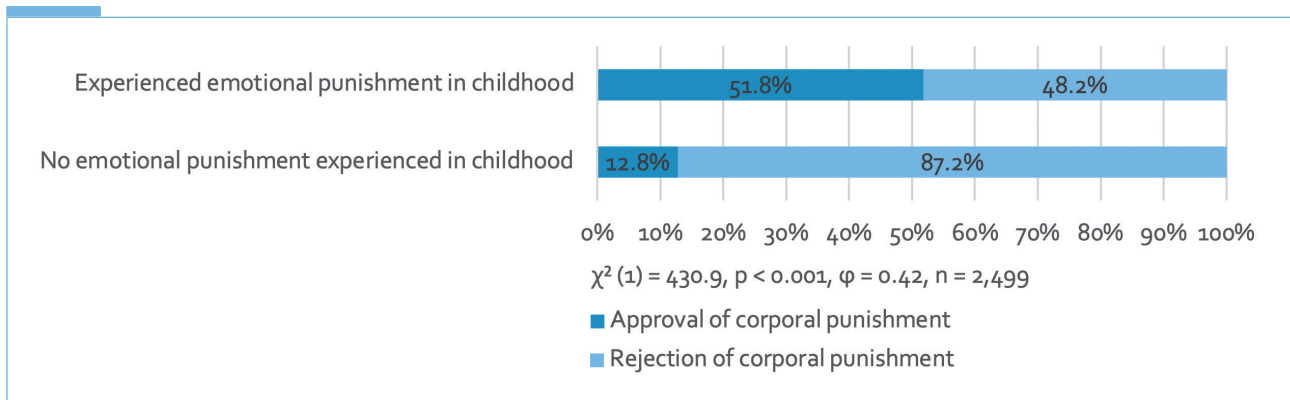 Experienced emotional punishment in childhood
51.8%
48.2%
No emotional punishment experienced in childhood
12.8%
87.2%
0% 10% 20% 30% 40% 50% 60% 70% 80% 90% 100%
χ² (1) = 430.9, p < 0.001, φ = 0.42, n = 2,499
Approval of corporal punishment
Rejection of corporal punishment